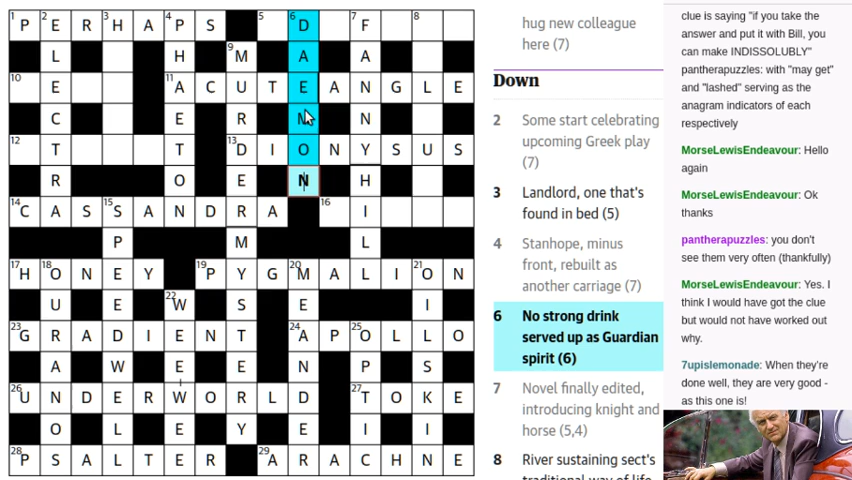 PERHAPS D F
L H M A A
E ACUTEANGLE
C E R M N
T T DIONYSUS
R O E N H
CASSANDRA I
P M L
HONEY PYGMALION
U E W S E I
GRADIENT APOLLO
A W E E N P S
UNDERWORLD TOKE
O L E Y E A I
PSALTER ARACHNE
hug new colleague
here (7)
Down
2 Some start celebrating
upcoming Greek play
(7)
3 Landlord, one that's
found in bed (5)
4 Stanhope, minus
front, rebuilt as
another carriage (7)
6 No strong drink
served up as Guardian
spirit (6)
7 Novel finally edited,
introducing knight and
horse (5,4)
8 River sustaining sect's
traditional way of life
clue is saying "if you take the
answer and put it with Bill, you
can make INDISSOLUBLY"
pantherapuzzles: with "may get"
and "lashed" serving as the
anagram indicators of each
respectively
MorseLewisEndeavour: Hello
again
MorseLewisEndeavour: Ok
thanks
pantherapuzzles: you don't
see them very often (thankfully)
MorseLewisEndeavour: Yes. I
think I would have got the clue
but would not have worked out
why.
7upislemonade: When they're
done well, they are very good -
as this one is!